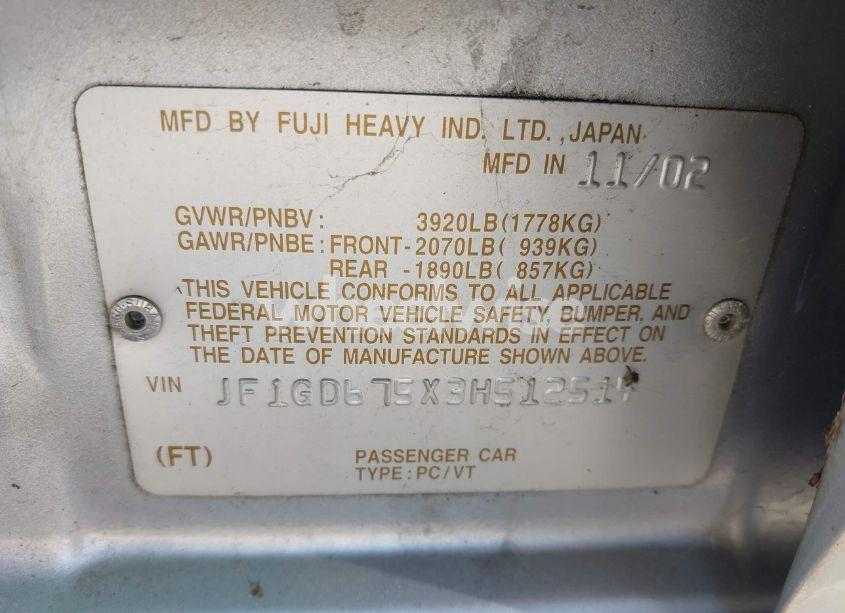 MFD BY FUJI HEAVY IND. LTD., JAPAN
MFD IN 11/02
GVWR/PNBV: 3920LB(1778KG)
GAWR/PNBE: FRONT-2070LB( 939KG)
REAR -1890LB( 857KG)
THIS VEHICLE CONFORMS TO ALL APPLICABLE
FEDERAL MOTOR VEHICLE SAFETY, BUMPER, AND
THEFT PREVENTION STANDARDS IN EFFECT ON
THE DATE OF MANUFACTURE SHOWN ABOVE.
VIN JF1GD675X3H512514
(FT) PASSENGER CAR
TYPE: PC/VT